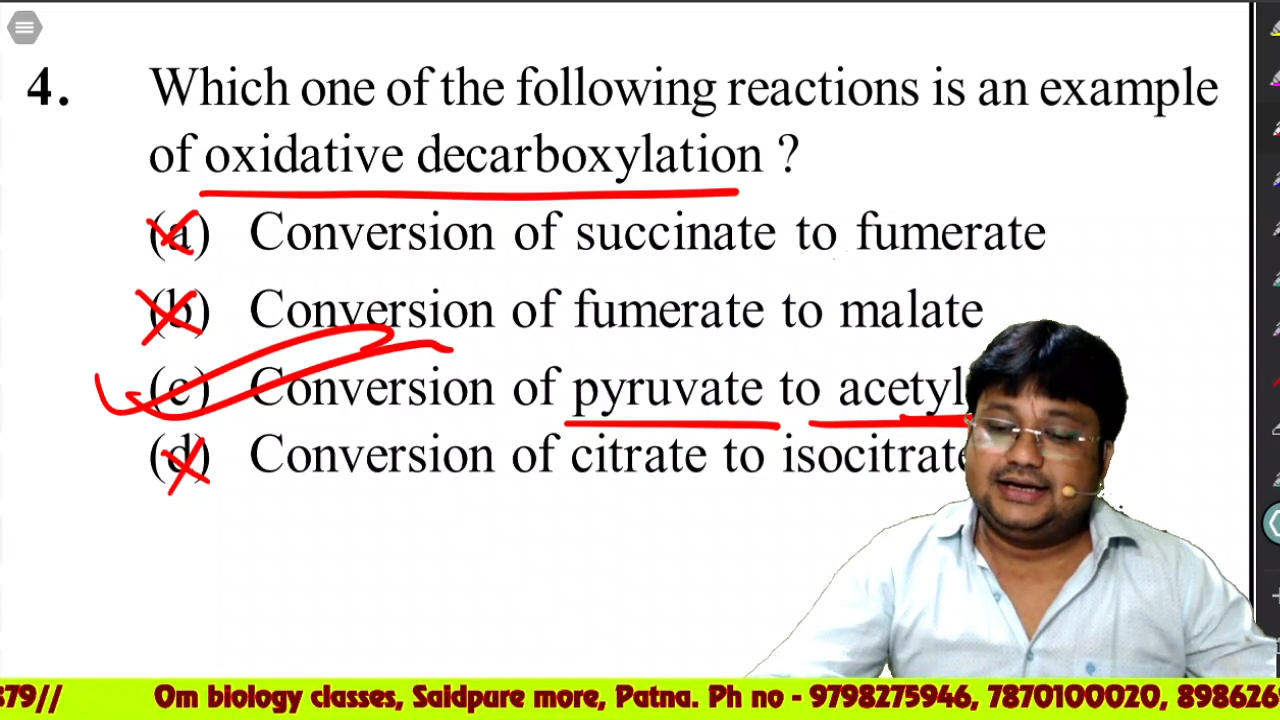 4. Which one of the following reactions is an example
of oxidative decarboxylation ?
(a) Conversion of succinate to fumerate
(b) Conversion of fumerate to malate
(c) Conversion of pyruvate to acetyl
(d) Conversion of citrate to isocitrate
379// Om biology classes, Saidpure more, Patna. Ph no - 9798275946, 7870100020, 898626